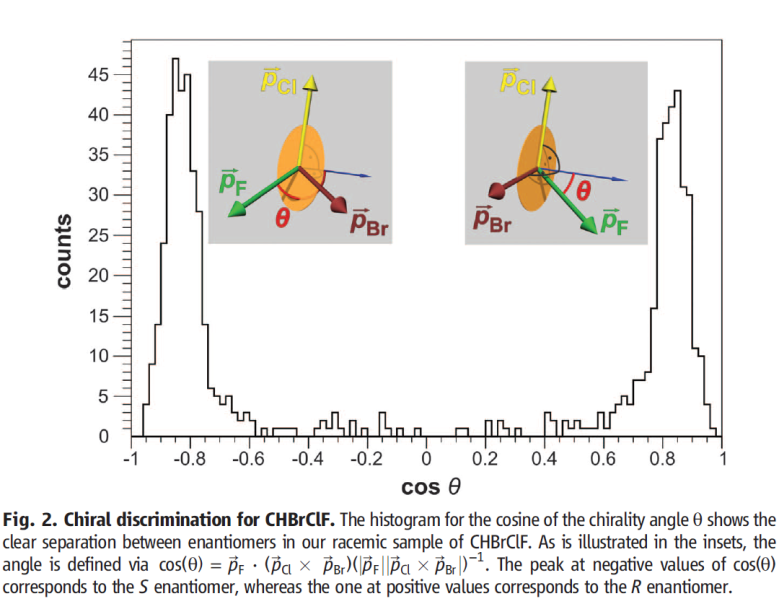 45
40
35
30
25
20
15
10
5
0
counts
p⃗Cl
p⃗F
θ
p⃗Br
p⃗Cl
θ
p⃗Br
p⃗F
-1 -0.8 -0.6 -0.4 -0.2 0 0.2 0.4 0.6 0.8 1
cos θ
Fig. 2. Chiral discrimination for CHBrClF. The histogram for the cosine of the chirality angle θ shows the
clear separation between enantiomers in our racemic sample of CHBrClF. As is illustrated in the insets, the
angle is defined via cos(θ) = p⃗F · (p⃗Cl × p⃗Br)(|p⃗F||p⃗Cl × p⃗Br|)⁻¹. The peak at negative values of cos(θ)
corresponds to the S enantiomer, whereas the one at positive values corresponds to the R enantiomer.